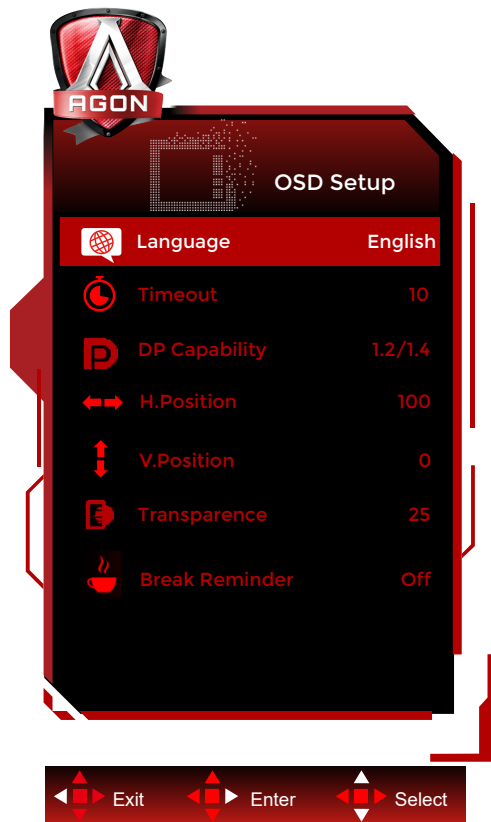 AGON
OSD Setup
Language English
Timeout 10
DP Capability 1.2/1.4
H.Position 100
V.Position 0
Transparence 25
Break Reminder Off
Exit Enter Select